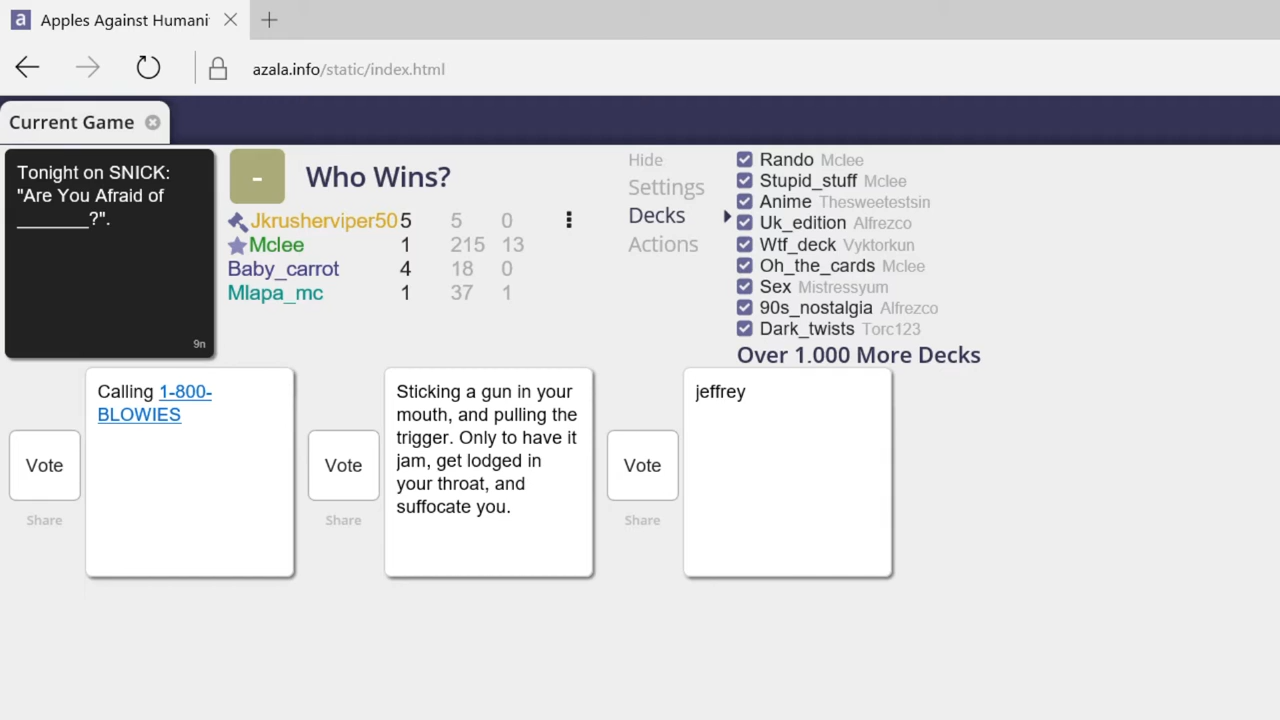 a Apples Against Humani
azala.info/static/index.html
Current Game
Tonight on SNICK:
"Are You Afraid of
_______?".
9n
- Who Wins?
Jkrusherviper50 5 5 0
Mclee 1 215 13
Baby_carrot 4 18 0
Mlapa_mc 1 37 1
Hide
Settings
Decks
Actions
Rando Mclee
Stupid_stuff Mclee
Anime Thesweetestsin
Uk_edition Alfrezco
Wtf_deck Vyktorkun
Oh_the_cards Mclee
Sex Mistressyum
90s_nostalgia Alfrezco
Dark_twists Torc123
Over 1,000 More Decks
Vote
Share
Calling 1-800-
BLOWIES
Vote
Share
Sticking a gun in your
mouth, and pulling the
trigger. Only to have it
jam, get lodged in
your throat, and
suffocate you.
Vote
Share
jeffrey